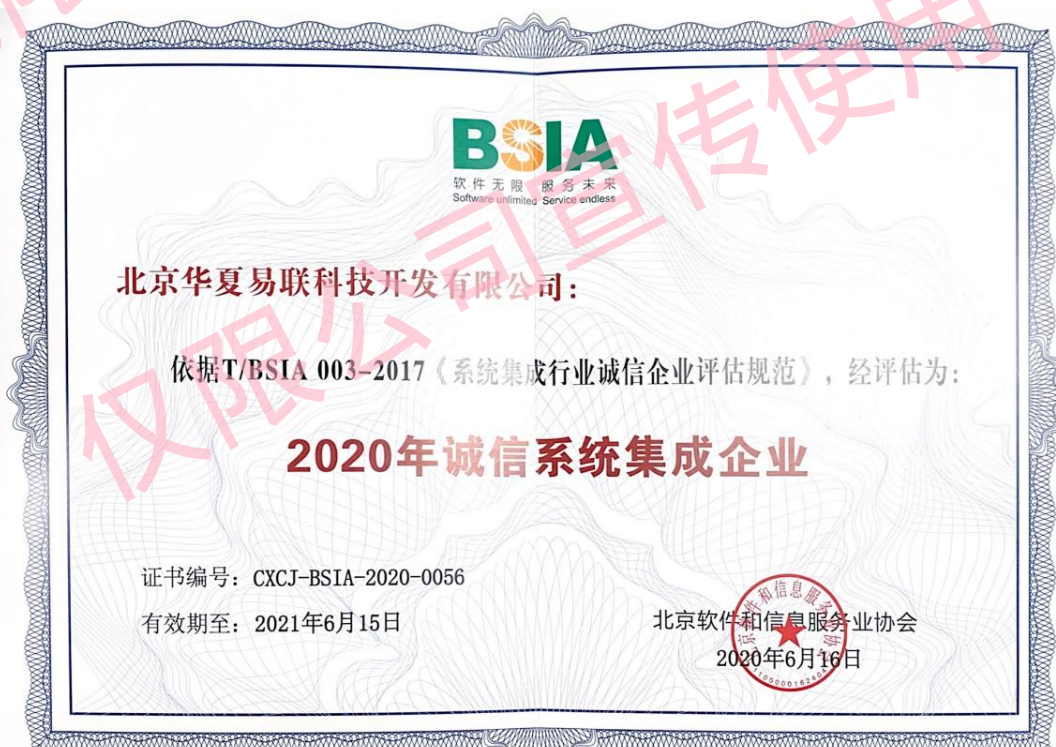 BSIA
软件无限 服务未来
Software unlimited Service endless
北京华夏易联科技开发有限公司:
依据T/BSIA 003-2017《系统集成行业诚信企业评估规范》,经评估为:
2020年诚信系统集成企业
证书编号: CXCJ-BSIA-2020-0056
有效期至: 2021年6月15日
北京软件和信息服务业协会
2020年6月16日
仅限公司宣传使用